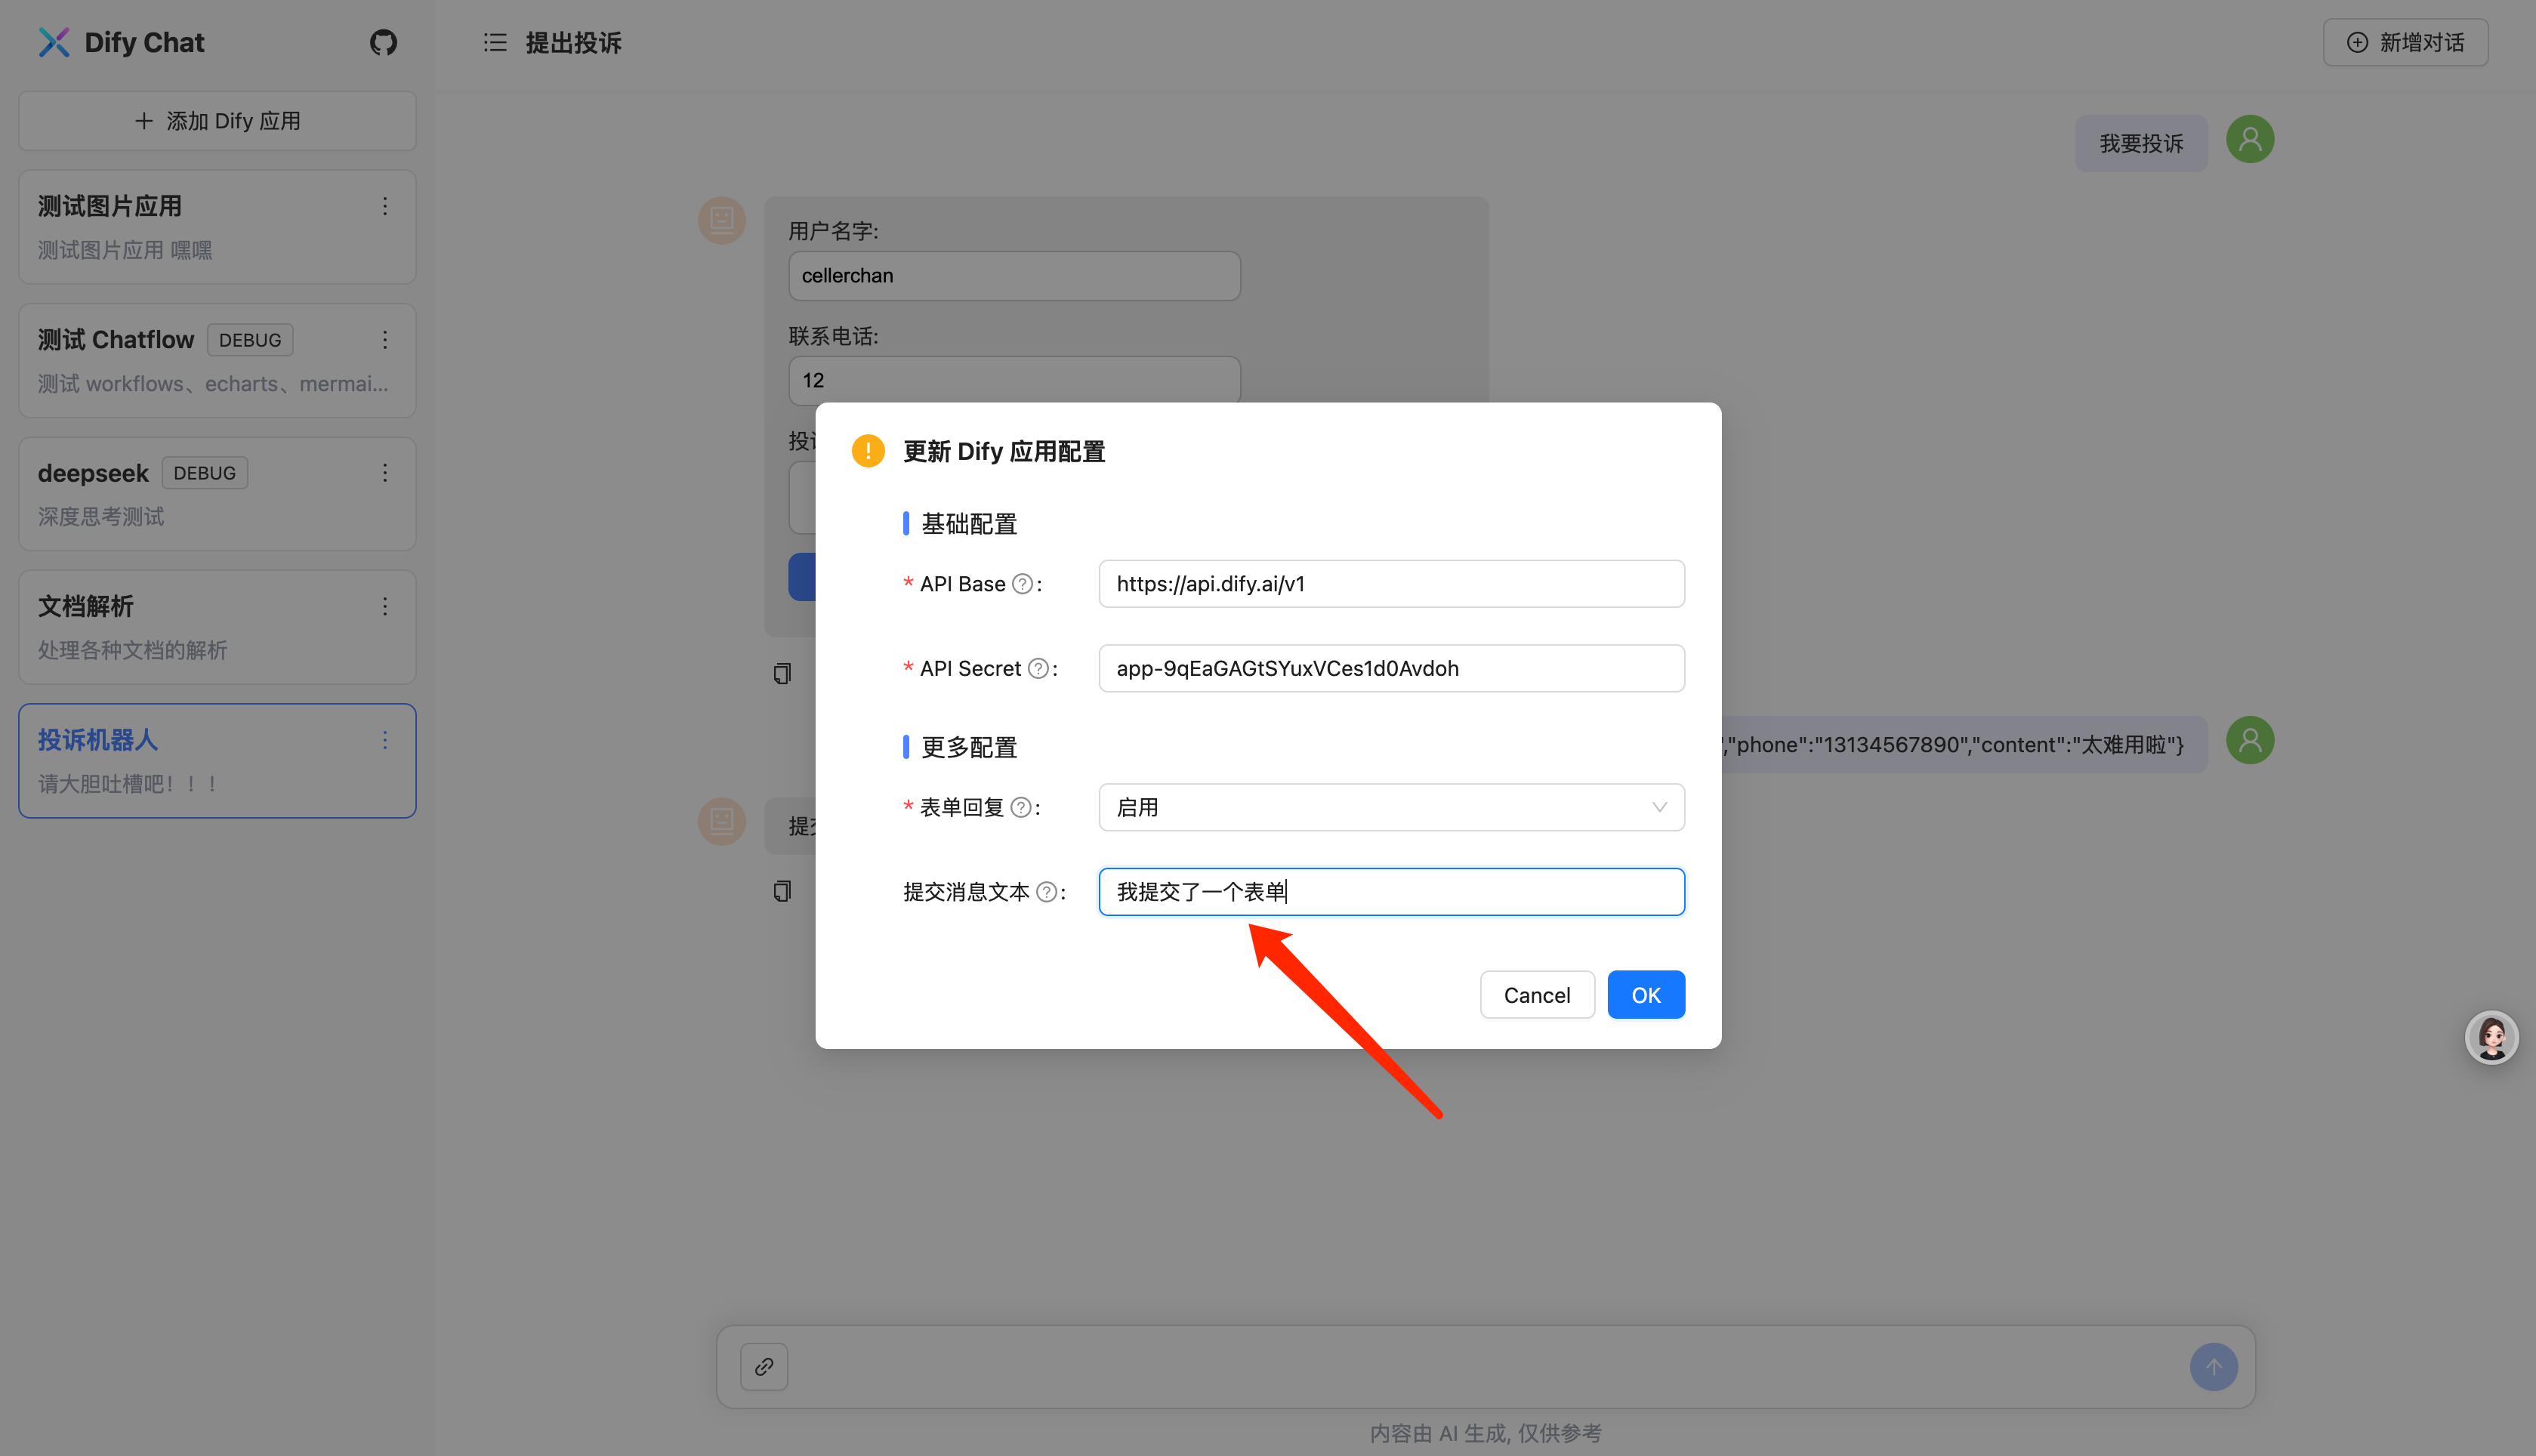 Dify Chat
添加 Dify 应用
测试图片应用
测试图片应用 嘿嘿
测试 Chatflow DEBUG
测试 workflows、echarts、mermai...
deepseek DEBUG
深度思考测试
文档解析
处理各种文档的解析
投诉机器人
请大胆吐槽吧！！！
提出投诉
新增对话
我要投诉
用户名字:
cellerchan
联系电话:
12
更新 Dify 应用配置
基础配置
* API Base ? :
https://api.dify.ai/v1
* API Secret ? :
app-9qEaGAGtSYuxVCes1d0Avdoh
更多配置
* 表单回复 ? :
启用
提交消息文本 ? :
我提交了一个表单
Cancel
OK
,"phone":"13134567890","content":"太难用啦"}
内容由 AI 生成, 仅供参考